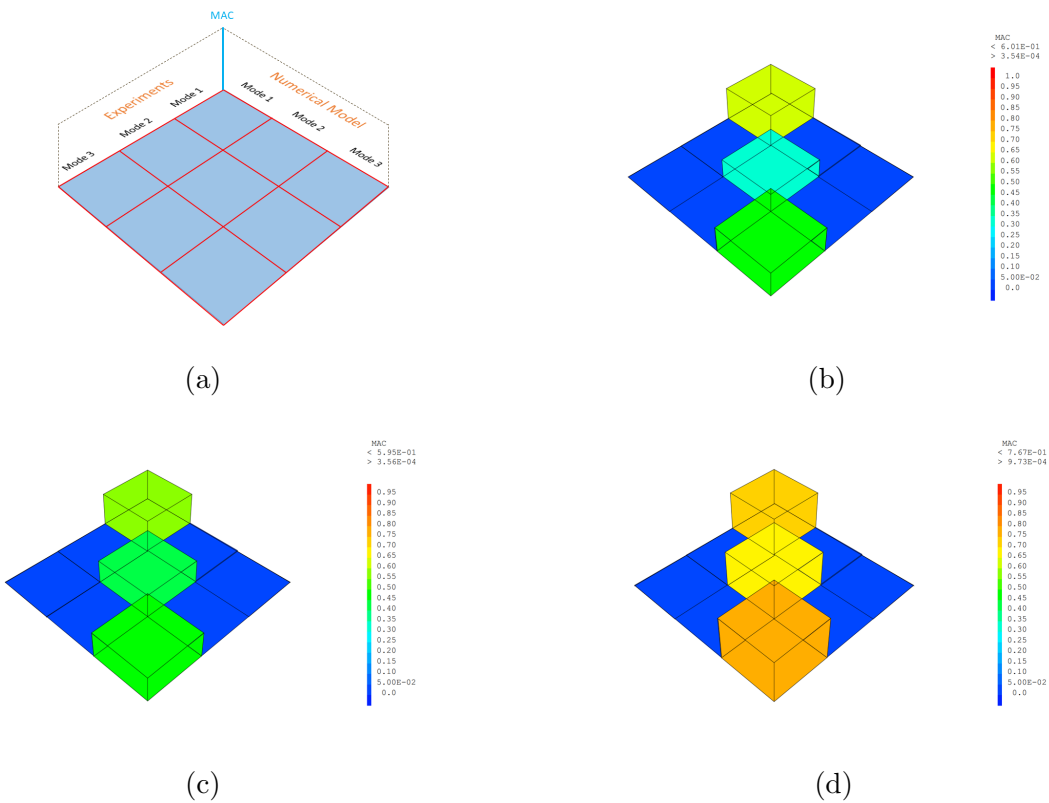 MAC
Experiments
Numerical Model
Mode 1
Mode 2
Mode 3
Mode 1
Mode 2
Mode 3
(a)
MAC
< 6.01E-01
> 3.54E-04
1.0
0.95
0.90
0.85
0.80
0.75
0.70
0.65
0.60
0.55
0.50
0.45
0.40
0.35
0.30
0.25
0.20
0.15
0.10
5.00E-02
0.0
(b)
MAC
< 5.95E-01
> 3.56E-04
0.95
0.90
0.85
0.80
0.75
0.70
0.65
0.60
0.55
0.50
0.45
0.40
0.35
0.30
0.25
0.20
0.15
0.10
5.00E-02
0.0
(c)
MAC
< 7.67E-01
> 9.73E-04
0.95
0.90
0.85
0.80
0.75
0.70
0.65
0.60
0.55
0.50
0.45
0.40
0.35
0.30
0.25
0.20
0.15
0.10
5.00E-02
0.0
(d)